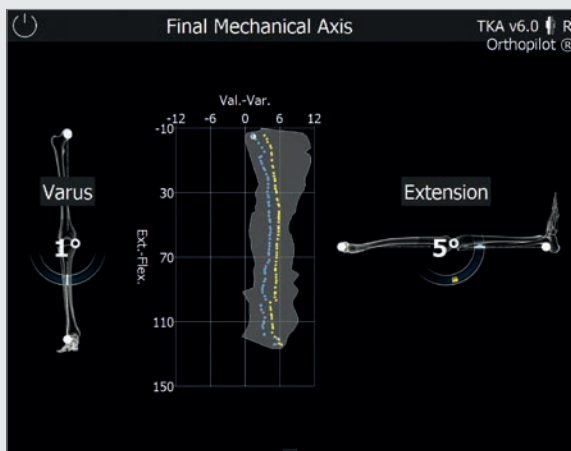 Final Mechanical Axis
TKA v6.0 R
Orthopilot ®
Val.-Var.
-12 -6 0 6 12
-10
30
70
110
150
Ext.-Flex.
Varus
1°
Extension
5°